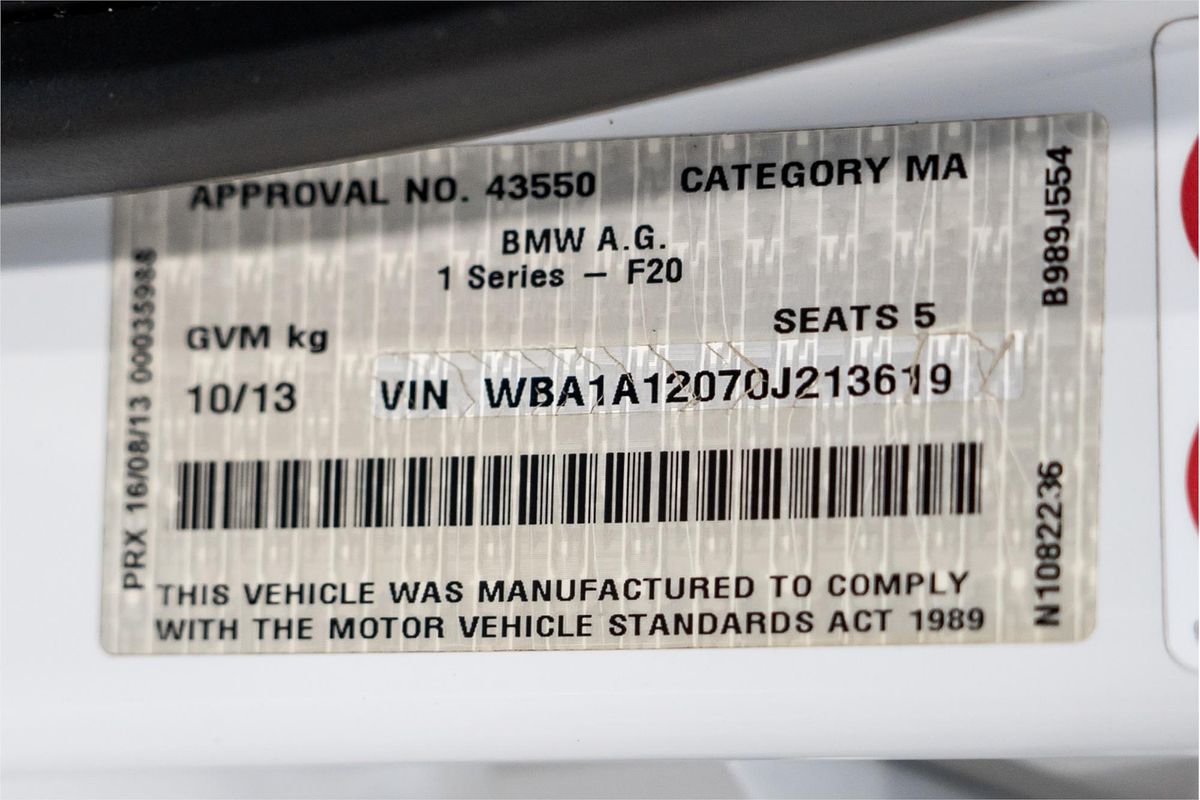 APPROVAL NO. 43550 CATEGORY MA
BMW A.G.
1 Series – F20
GVM kg SEATS 5
10/13 VIN WBA1A12070J213619
THIS VEHICLE WAS MANUFACTURED TO COMPLY
WITH THE MOTOR VEHICLE STANDARDS ACT 1989
PRX 16/08/13 00035988
B989J554
N1082236